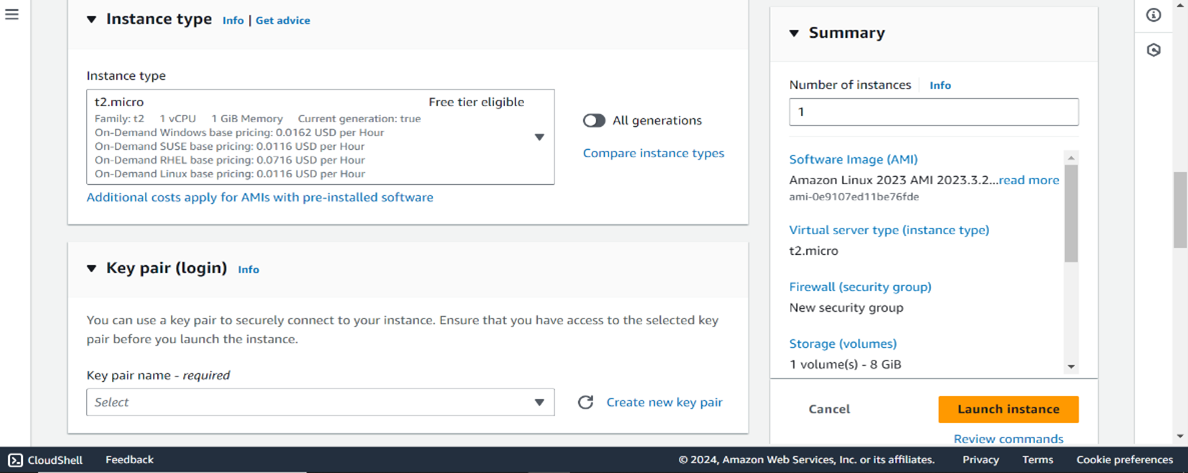 Instance type Info | Get advice
Instance type
t2.micro Free tier eligible
Family: t2 1 vCPU 1 GiB Memory Current generation: true
On-Demand Windows base pricing: 0.0162 USD per Hour
On-Demand SUSE base pricing: 0.0116 USD per Hour
On-Demand RHEL base pricing: 0.0716 USD per Hour
On-Demand Linux base pricing: 0.0116 USD per Hour
All generations
Compare instance types
Additional costs apply for AMIs with pre-installed software
Key pair (login) Info
You can use a key pair to securely connect to your instance. Ensure that you have access to the selected key
pair before you launch the instance.
Key pair name - required
Select
Create new key pair
Summary
Number of instances Info
1
Software Image (AMI)
Amazon Linux 2023 AMI 2023.3.2...read more
ami-0e9107ed11be76fde
Virtual server type (instance type)
t2.micro
Firewall (security group)
New security group
Storage (volumes)
1 volume(s) - 8 GiB
Cancel
Launch instance
Review commands
CloudShell Feedback © 2024, Amazon Web Services, Inc. or its affiliates. Privacy Terms Cookie preferences